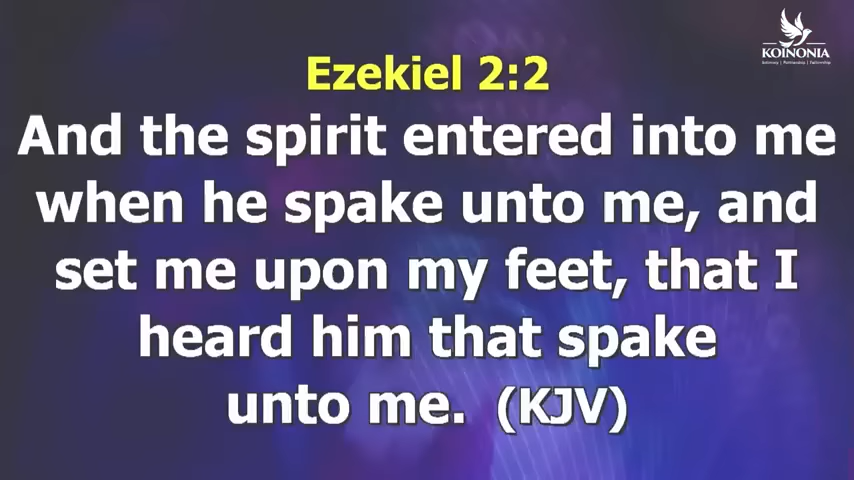 KOINONIA
Ezekiel 2:2
And the spirit entered into me
when he spake unto me, and
set me upon my feet, that I
heard him that spake
unto me.  (KJV)